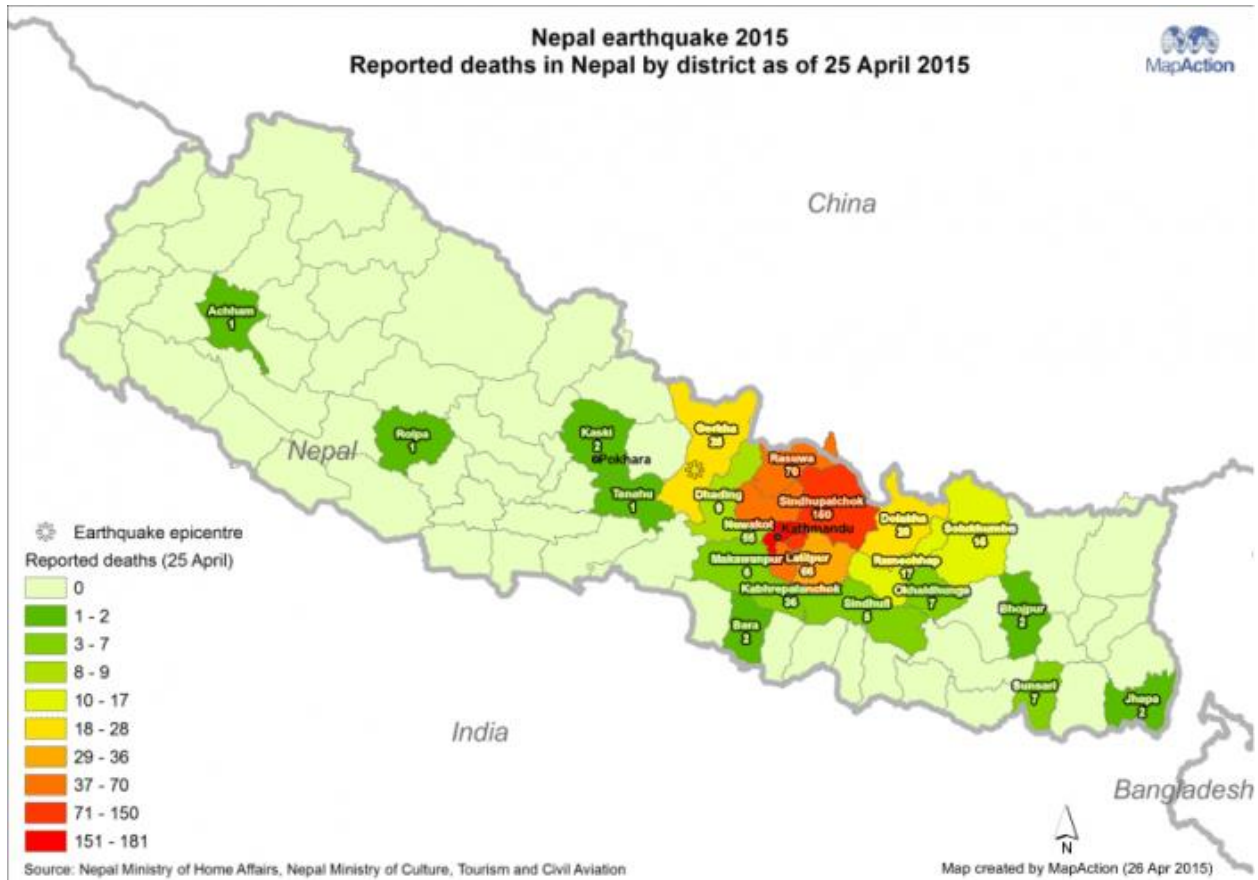 Nepal earthquake 2015
Reported deaths in Nepal by district as of 25 April 2015
MapAction
China
Achham
1
Rolpa
1
Nepal
Kaski
2
Pokhara
Tanahu
1
Gorkha
Dhading
Rasuwa
70
Sindhupalchok
Kathmandu
Nuwakot
Dolakha
Solukhumbu
Makawanpur
Lalitpur
66
Ramechhap
17
Kabhrepalanchok
36
Sindhuli
Okhaldhunga
7
Bara
2
Bhojpur
2
Sunsari
7
Jhapa
2
India
Bangladesh
Earthquake epicentre
Reported deaths (25 April)
0
1 - 2
3 - 7
8 - 9
10 - 17
18 - 28
29 - 36
37 - 70
71 - 150
151 - 181
N
Source: Nepal Ministry of Home Affairs, Nepal Ministry of Culture, Tourism and Civil Aviation
Map created by MapAction (26 Apr 2015)